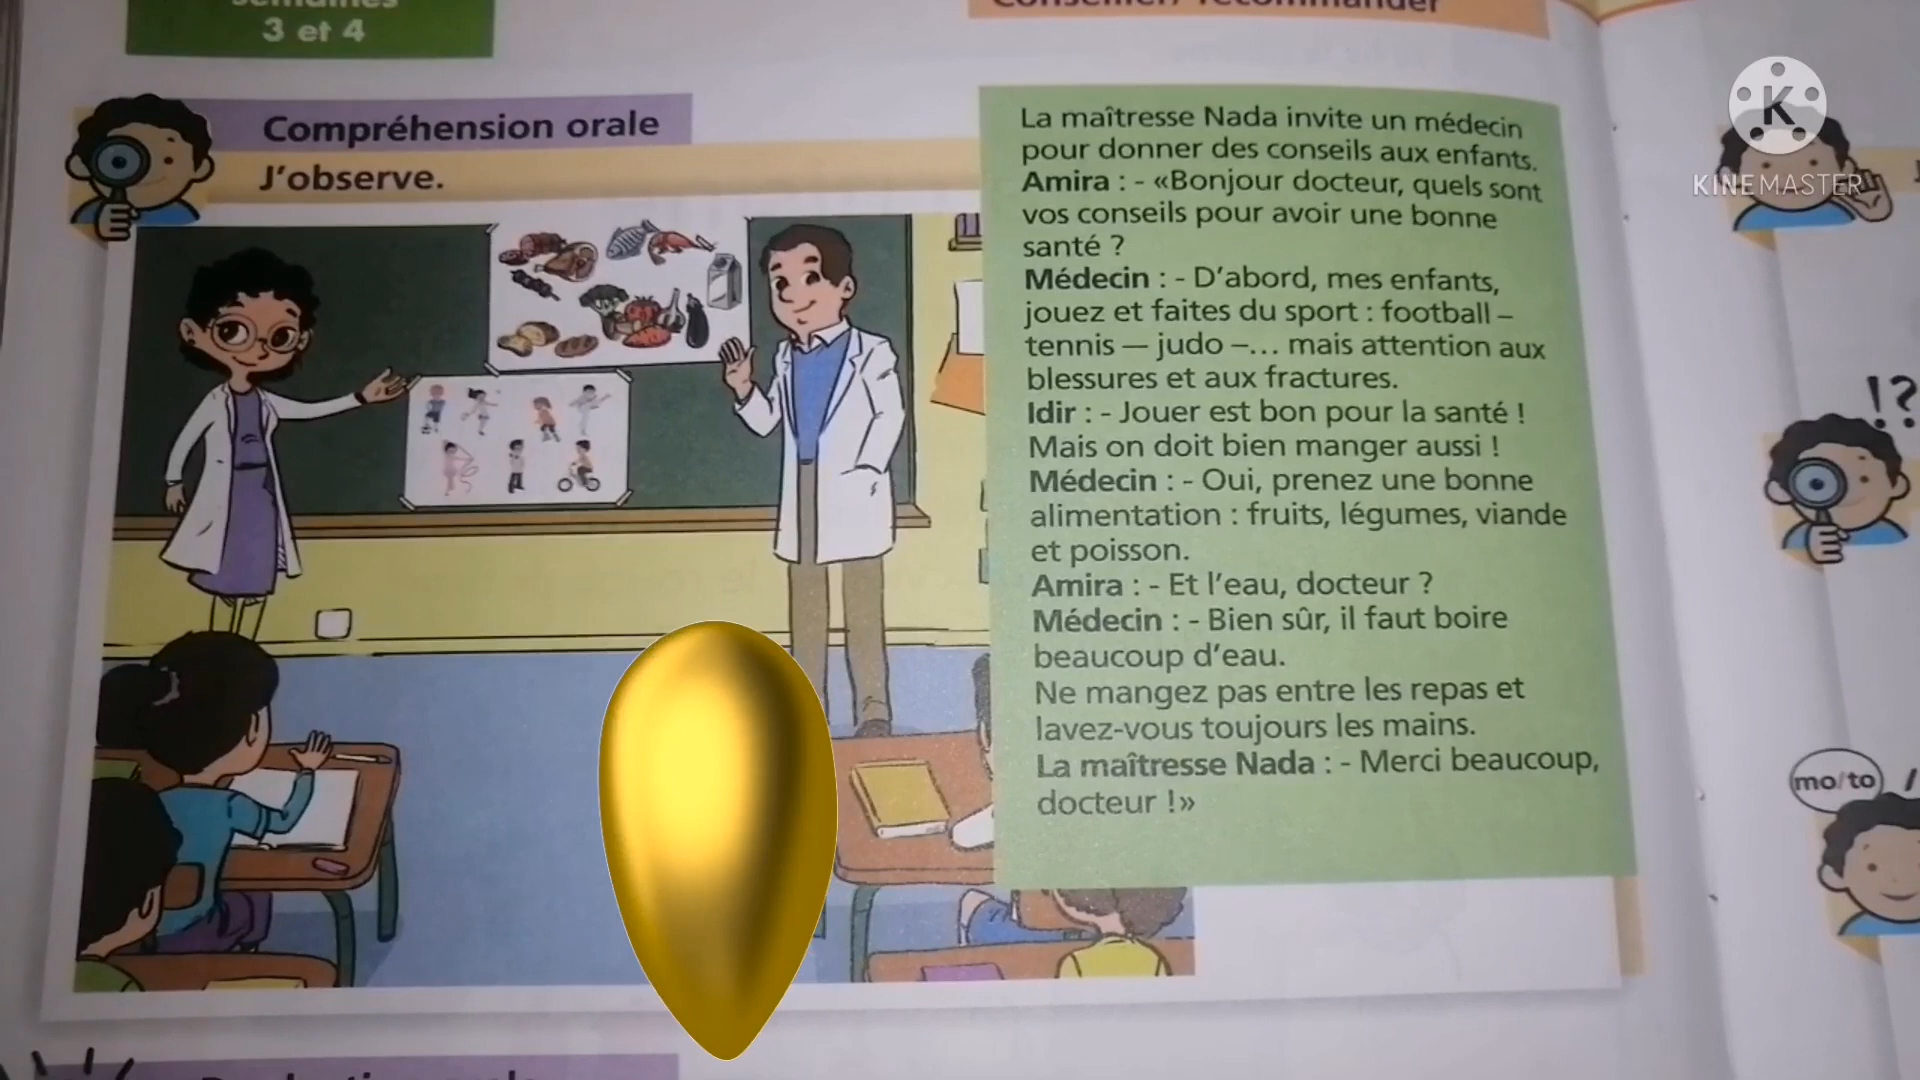 3 et 4
Compréhension orale
J'observe.
La maîtresse Nada invite un médecin
pour donner des conseils aux enfants.
Amira : - «Bonjour docteur, quels sont
vos conseils pour avoir une bonne
santé ?
Médecin : - D'abord, mes enfants,
jouez et faites du sport : football –
tennis — judo –... mais attention aux
blessures et aux fractures.
Idir : - Jouer est bon pour la santé !
Mais on doit bien manger aussi !
Médecin : - Oui, prenez une bonne
alimentation : fruits, légumes, viande
et poisson.
Amira : - Et l'eau, docteur ?
Médecin : - Bien sûr, il faut boire
beaucoup d'eau.
Ne mangez pas entre les repas et
lavez-vous toujours les mains.
La maîtresse Nada : - Merci beaucoup,
docteur !»
K
KINEMASTER
!?
mo/to